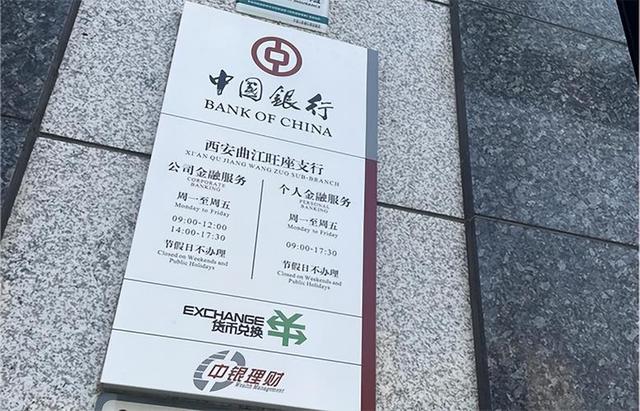 中國銀行
BANK OF CHINA
西安曲江旺座支行
XI'AN QU JIANG WANG ZUO SUB-BRANCH
公司金融服务
CORPORATE
BANKING
周一至周五
Monday to Friday
09:00-12:00
14:00-17:30
节假日不办理
Closed on Weekends and
Public Holidays
个人金融服务
PERSONAL
BANKING
周一至周五
Monday to Friday
09:00-17:30
节假日不办理
Closed on Weekends and
Public Holidays
EXCHANGE
货币兑换
中银理财
Wealth Management